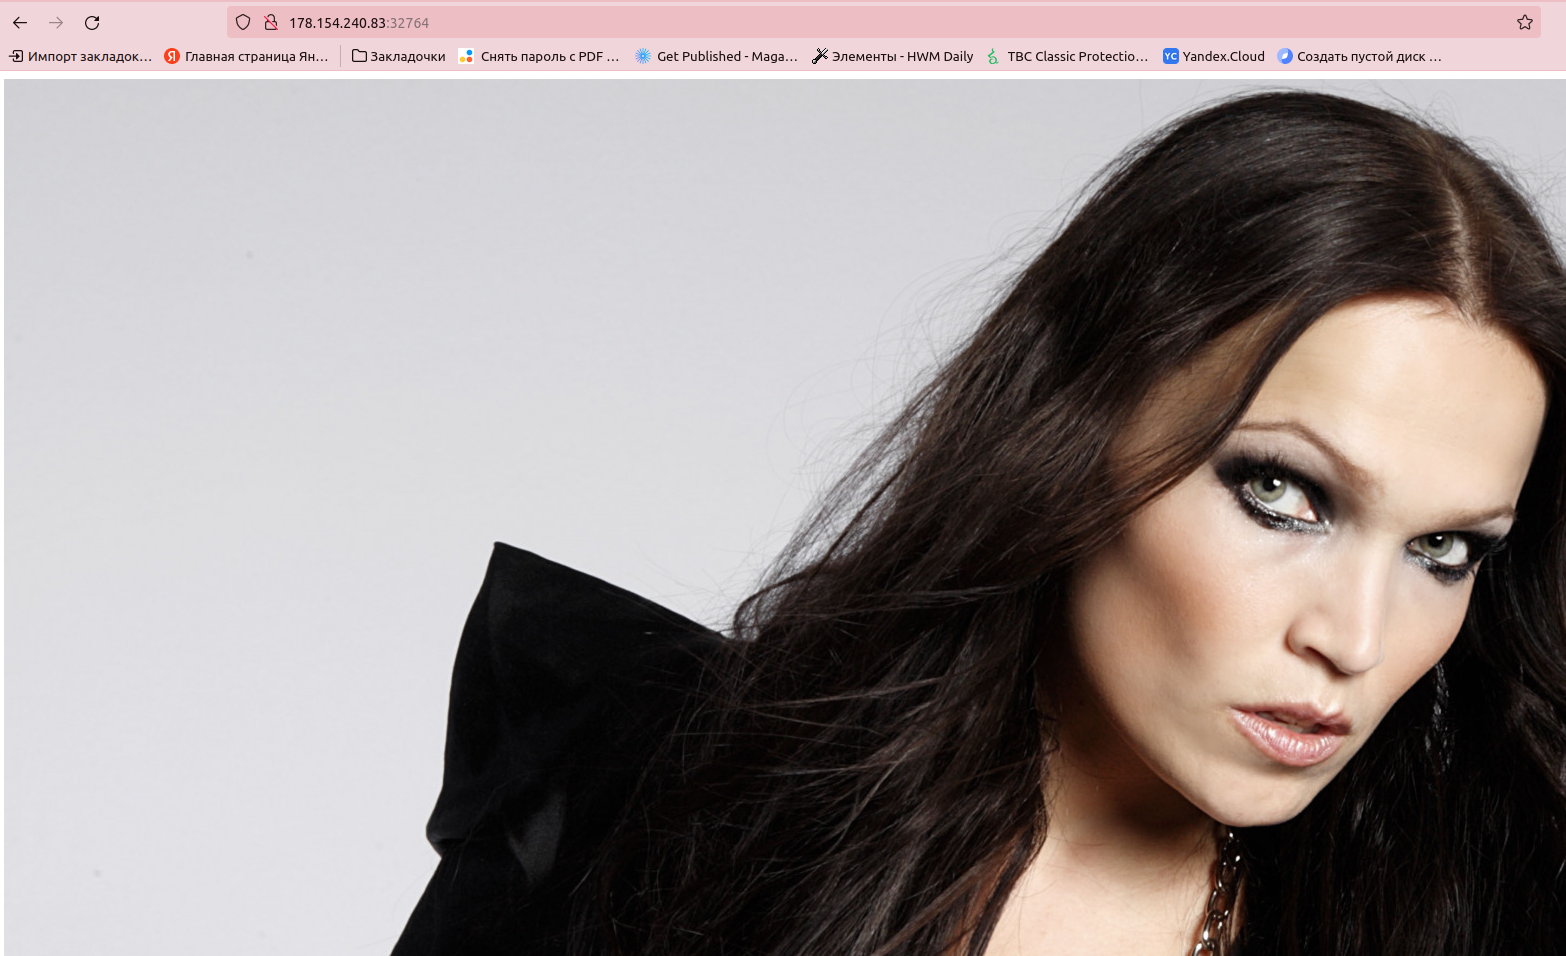 178.154.240.83:32764
Импорт закладок… Главная страница Ян… Закладочки Снять пароль с PDF … Get Published - Maga… Элементы - HWM Daily TBC Classic Protectio… YC Yandex.Cloud Создать пустой диск …